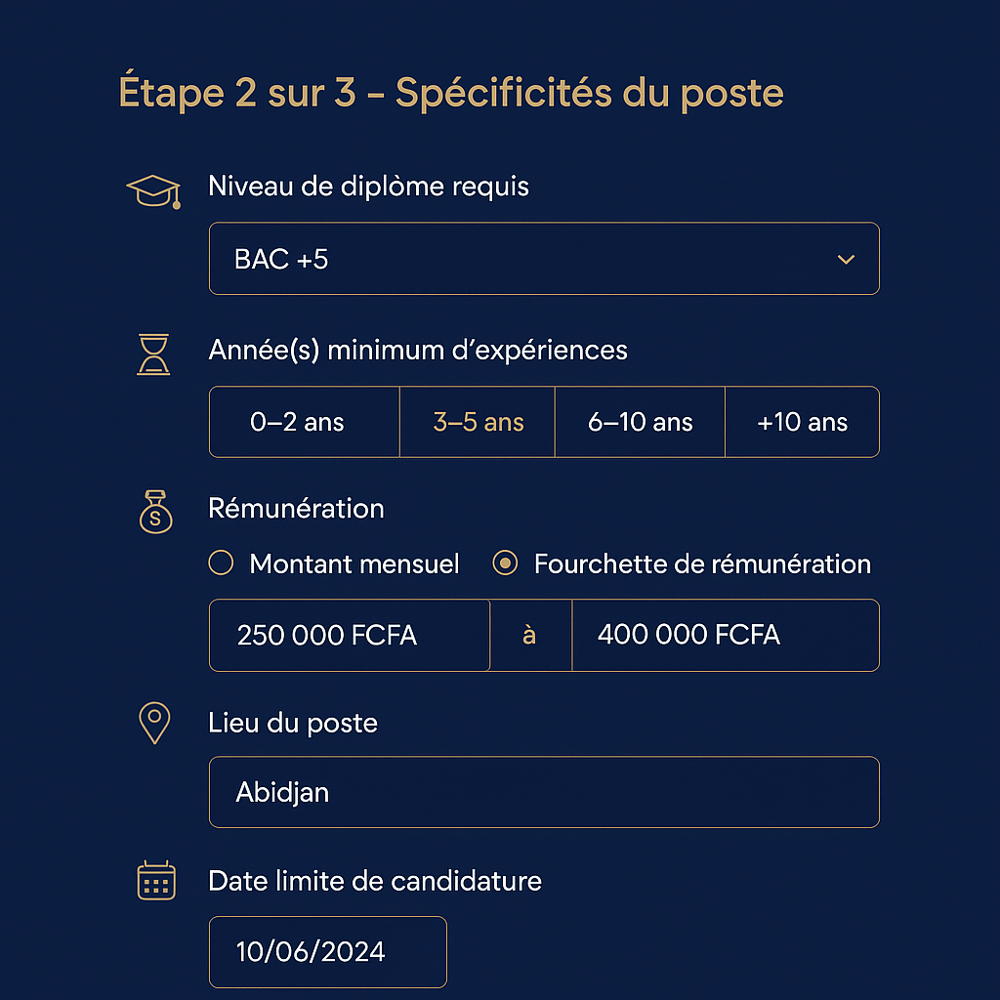 Étape 2 sur 3 – Spécificités du poste
Niveau de diplòme requis
BAC +5
Année(s) minimum d’expériences
0–2 ans 3–5 ans 6–10 ans +10 ans
S
Rémunération
Montant mensuel Fourchette de rémunération
250 000 FCFA à 400 000 FCFA
Lieu du poste
Abidjan
Date limite de candidature
10/06/2024